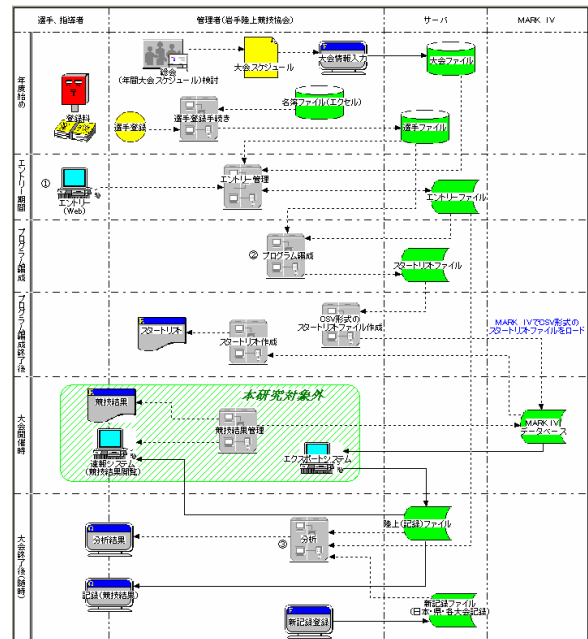 選手、指導者
管理者(岩手陸上競技協会)
サーバ
MARK IV
年度始め
総会
(年間大会スケジュール)検討
大会スケジュール
大会情報入力
大会ファイル
登録料
選手登録
選手登録手続き
名簿ファイル(エクセル)
選手ファイル
エントリー期間
①
エントリー
(Web)
エントリー管理
エントリーファイル
プログラム編成
②
プログラム編成
スタートリストファイル
プログラム編成終了後
スタートリスト
スタートリスト作成
CSV形式の
スタートリストファイル作成
MARK IVでCSV形式の
スタートリストファイルをロード
大会開催時
本研究対象外
競技結果
競技結果管理
速報システム
(競技結果閲覧)
エクスポートシステム
MARK IV
データベース
大会終了後(随時)
陸上(記録)ファイル
分析結果
③
分析
記録(競技結果)
新記録登録
新記録ファイル
(日本・県・各大会記録)